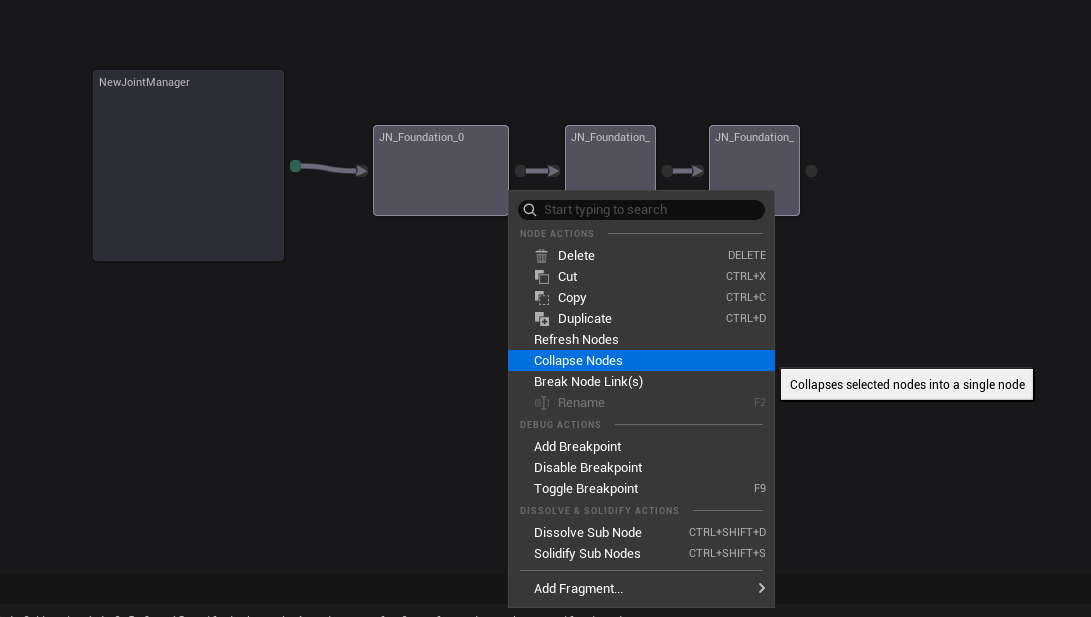 NewJointManager
JN_Foundation_0
JN_Foundation_
JN_Foundation_
Start typing to search
NODE ACTIONS
Delete DELETE
Cut CTRL+X
Copy CTRL+C
Duplicate CTRL+D
Refresh Nodes
Collapse Nodes
Collapses selected nodes into a single node
Break Node Link(s)
Rename F2
DEBUG ACTIONS
Add Breakpoint
Disable Breakpoint
Toggle Breakpoint F9
DISSOLVE & SOLIDIFY ACTIONS
Dissolve Sub Node CTRL+SHIFT+D
Solidify Sub Nodes CTRL+SHIFT+S
Add Fragment...